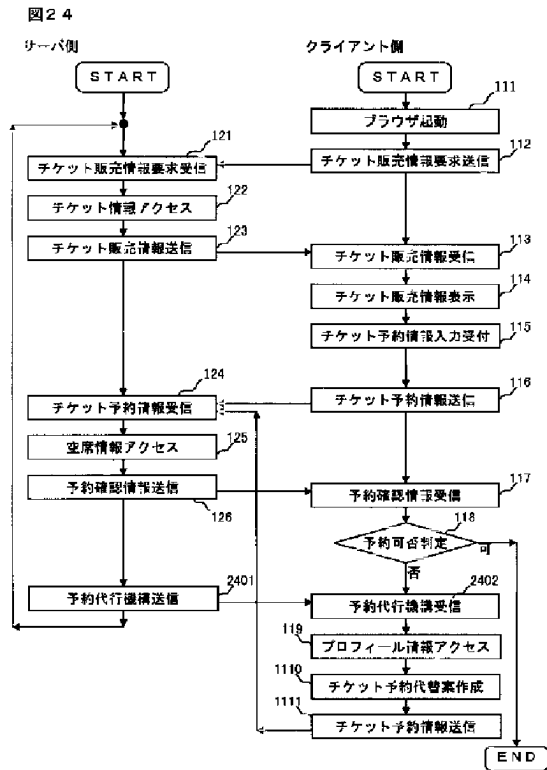 図24
サーバ側
クライアント側
START
START
111
ブラウザ起動
121
チケット販売情報要求受信
112
チケット販売情報要求送信
122
チケット情報アクセス
123
チケット販売情報送信
113
チケット販売情報受信
114
チケット販売情報表示
115
チケット予約情報入力受付
124
チケット予約情報受信
116
チケット予約情報送信
125
空席情報アクセス
予約確認情報送信
126
117
予約確認情報受信
118
予約可否判定
可
否
2401
予約代行機構送信
2402
予約代行機構受信
119
プロフィール情報アクセス
1110
チケット予約代替案作成
1111
チケット予約情報送信
END